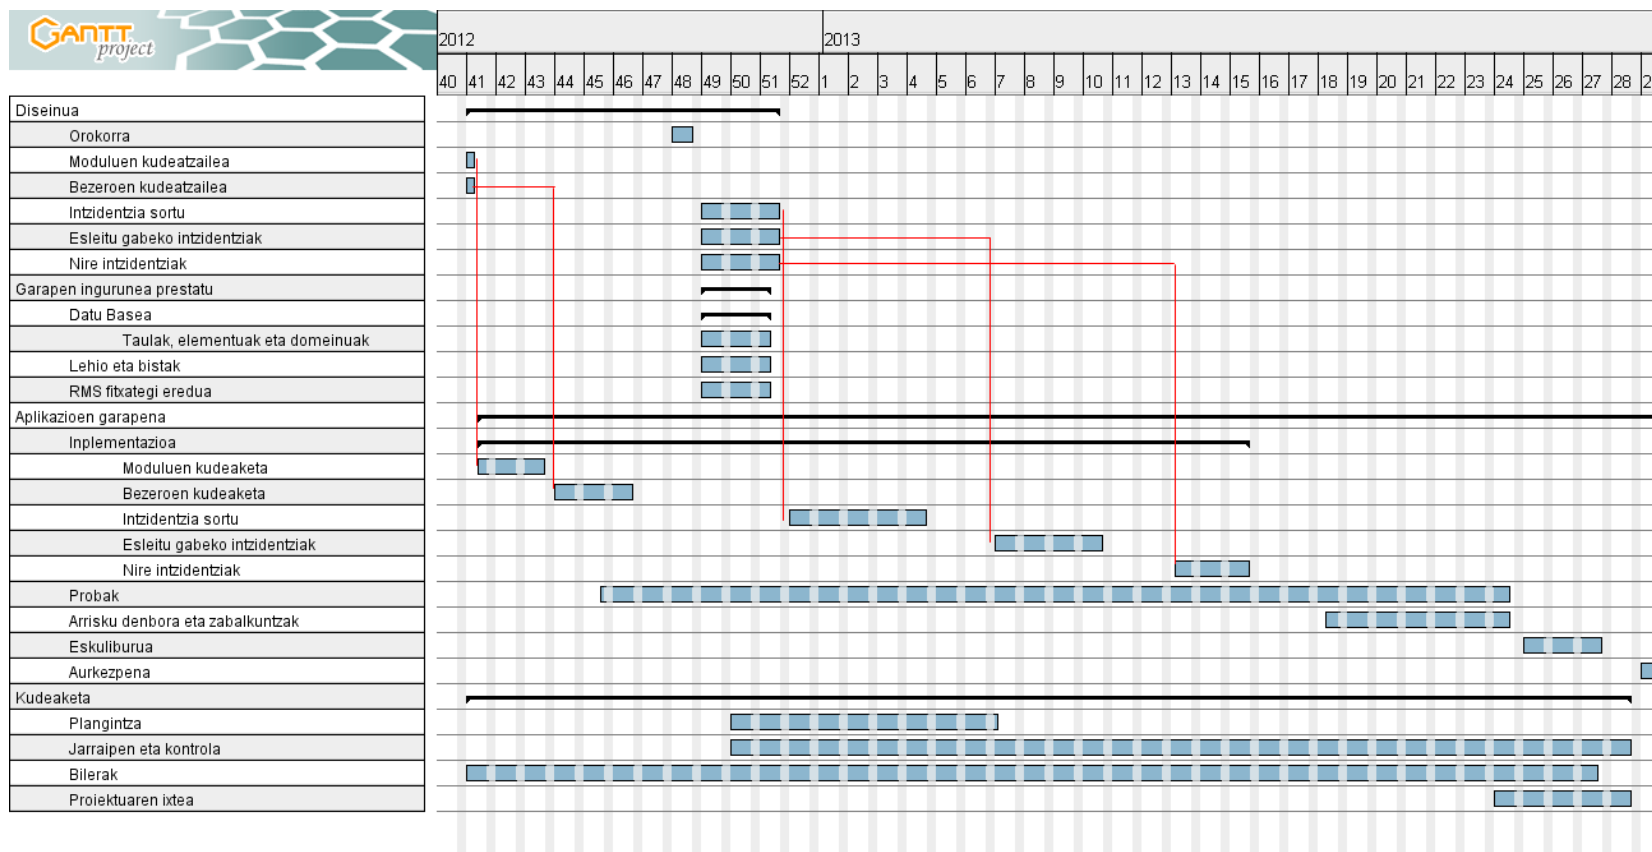 GANTT
project
2012 2013
40 41 42 43 44 45 46 47 48 49 50 51 52 1 2 3 4 5 6 7 8 9 10 11 12 13 14 15 16 17 18 19 20 21 22 23 24 25 26 27 28 2
Diseinua
Orokorra
Moduluen kudeatzailea
Bezeroen kudeatzailea
Intzidentzia sortu
Esleitu gabeko intzidentziak
Nire intzidentziak
Garapen ingurunea prestatu
Datu Basea
Taulak, elementuak eta domeinuak
Lehio eta bistak
RMS fitxategi eredua
Aplikazioen garapena
Inplementazioa
Moduluen kudeaketa
Bezeroen kudeaketa
Intzidentzia sortu
Esleitu gabeko intzidentziak
Nire intzidentziak
Probak
Arrisku denbora eta zabalkuntzak
Eskuliburua
Aurkezpena
Kudeaketa
Plangintza
Jarraipen eta kontrola
Bilerak
Proiektuaren ixtea